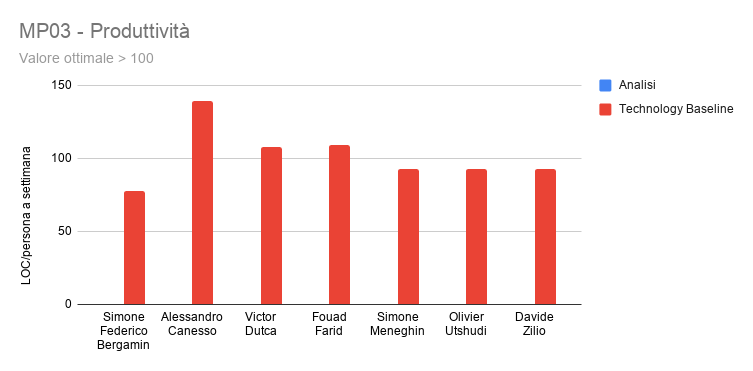 MP03 - Produttività
Valore ottimale > 100
Analisi
Technology Baseline
LOC/persona a settimana
150
100
50
0
Simone Federico Bergamin
Alessandro Canesso
Victor Dutca
Fouad Farid
Simone Meneghin
Olivier Utshudi
Davide Zilio